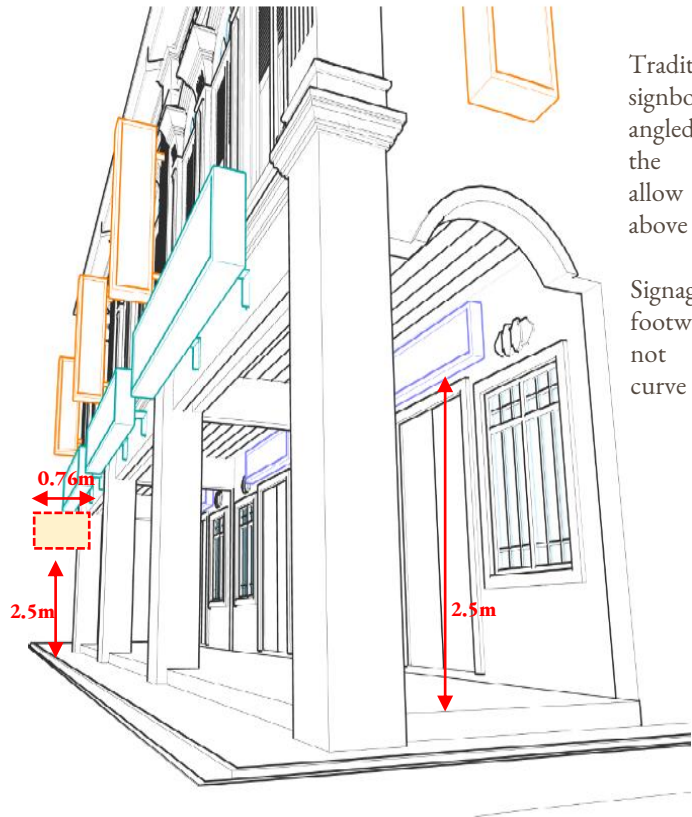 Tradit
signbo
angled
the
allow
above
Signag
footw
not
curve
0.76m
2.5m
2.5m